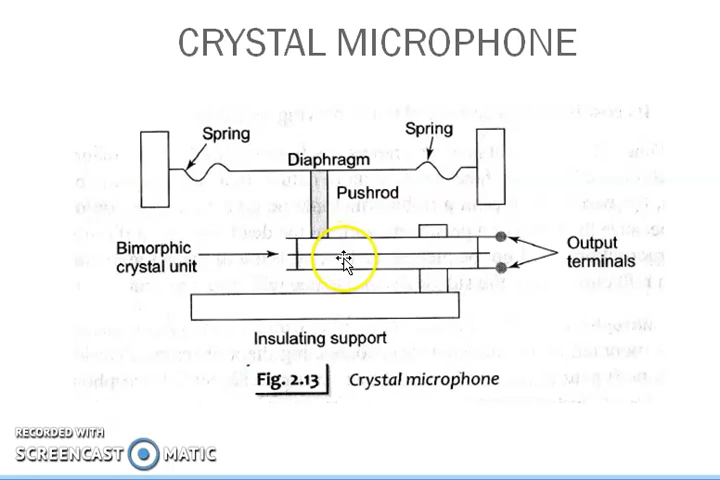 CRYSTAL MICROPHONE
Spring
Spring
Diaphragm
Pushrod
Bimorphic
crystal unit
Output
terminals
Insulating support
Fig. 2.13 Crystal microphone
RECORDED WITH
SCREENCAST MATIC